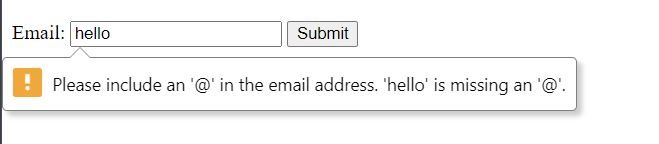 Email: hello Submit
Please include an '@' in the email address. 'hello' is missing an '@'.